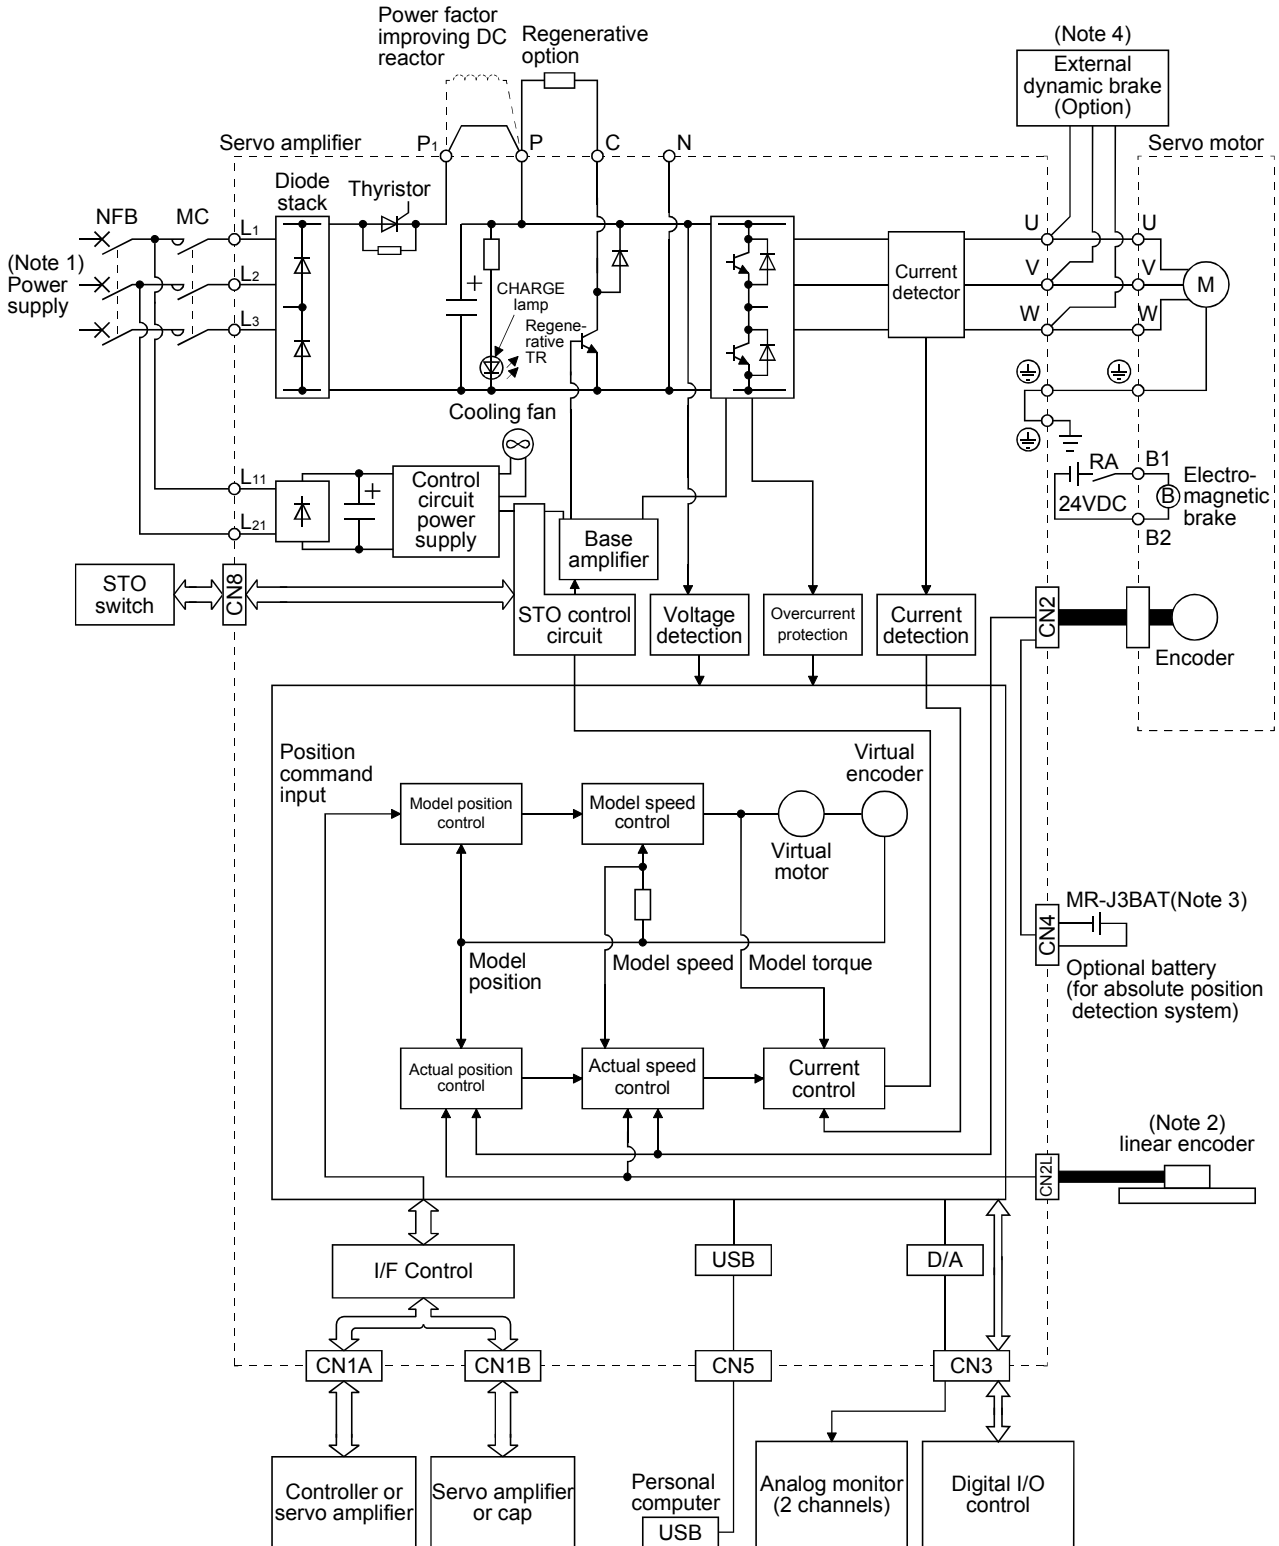 Power factor
improving DC
reactor
Regenerative
option
(Note 4)
External
dynamic brake
(Option)
Servo amplifier
P1
P
C
N
Servo motor
Diode
stack
Thyristor
NFB
MC
L1
U
U
(Note 1)
Power
supply
L2
Current
detector
V
V
M
+
CHARGE
lamp
L3
Regene-
rative
TR
W
W
Cooling fan
L11
+
Control
circuit
power
supply
L21
Base
amplifier
RA
B1
24VDC
B
Electro-
magnetic
brake
B2
STO
switch
CN8
STO control
circuit
Voltage
detection
Overcurrent
protection
Current
detection
CN2
Encoder
Position
command
input
Virtual
encoder
Model position
control
Model speed
control
Virtual
motor
MR-J3BAT(Note 3)
CN4
Model
position
Model speed
Model torque
Optional battery
(for absolute position
detection system)
Actual position
control
Actual speed
control
Current
control
(Note 2)
linear encoder
CN2L
I/F Control
USB
D/A
CN1A
CN1B
CN5
CN3
Controller or
servo amplifier
Servo amplifier
or cap
Personal
computer
USB
Analog monitor
(2 channels)
Digital I/O
control